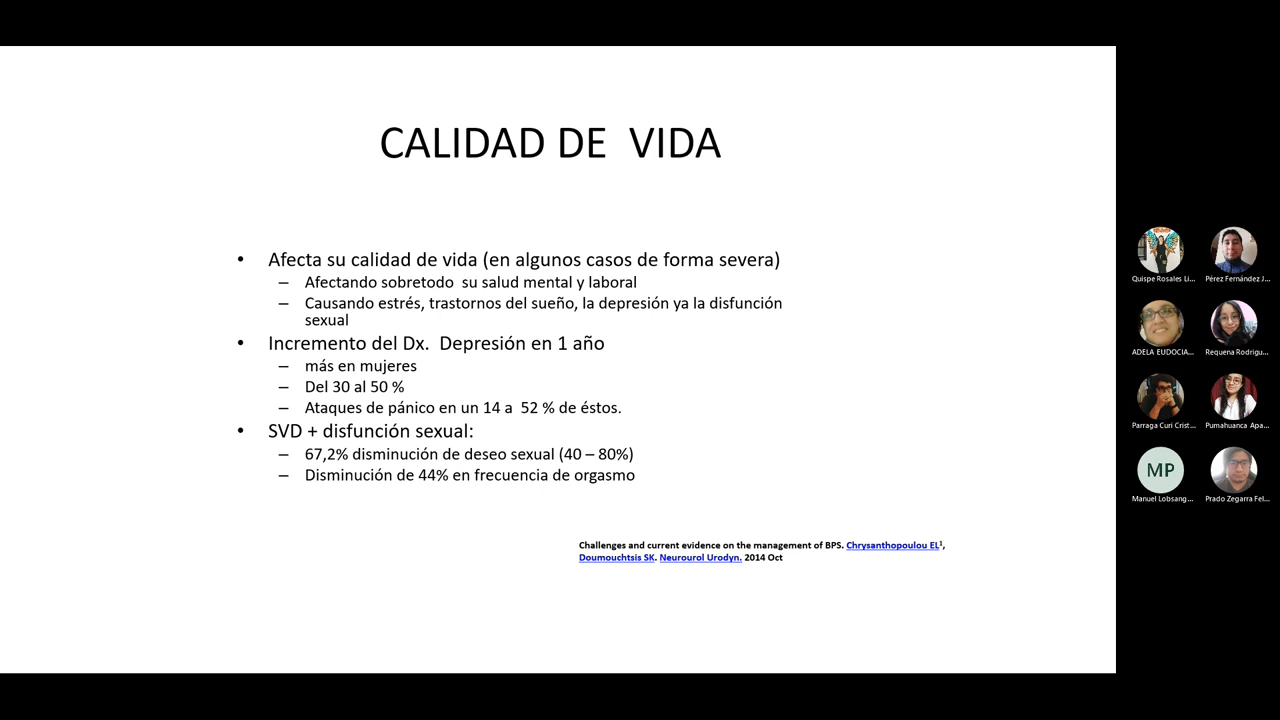 CALIDAD DE VIDA
• Afecta su calidad de vida (en algunos casos de forma severa)
– Afectando sobretodo su salud mental y laboral
– Causando estrés, trastornos del sueño, la depresión ya la disfunción
sexual
• Incremento del Dx. Depresión en 1 año
– más en mujeres
– Del 30 al 50 %
– Ataques de pánico en un 14 a 52 % de éstos.
• SVD + disfunción sexual:
– 67,2% disminución de deseo sexual (40 – 80%)
– Disminución de 44% en frecuencia de orgasmo
Challenges and current evidence on the management of BPS. Chrysanthopoulou EL¹,
Doumouchtsis SK. Neurourol Urodyn. 2014 Oct
Quispe Rosales Li... Pérez Fernández J...
ADELA EUDOCIA... Requena Rodrigu...
Parraga Curi Crist... Pumahuanca Apa...
MP
Manuel Lobsang... Prado Zegarra Fel...